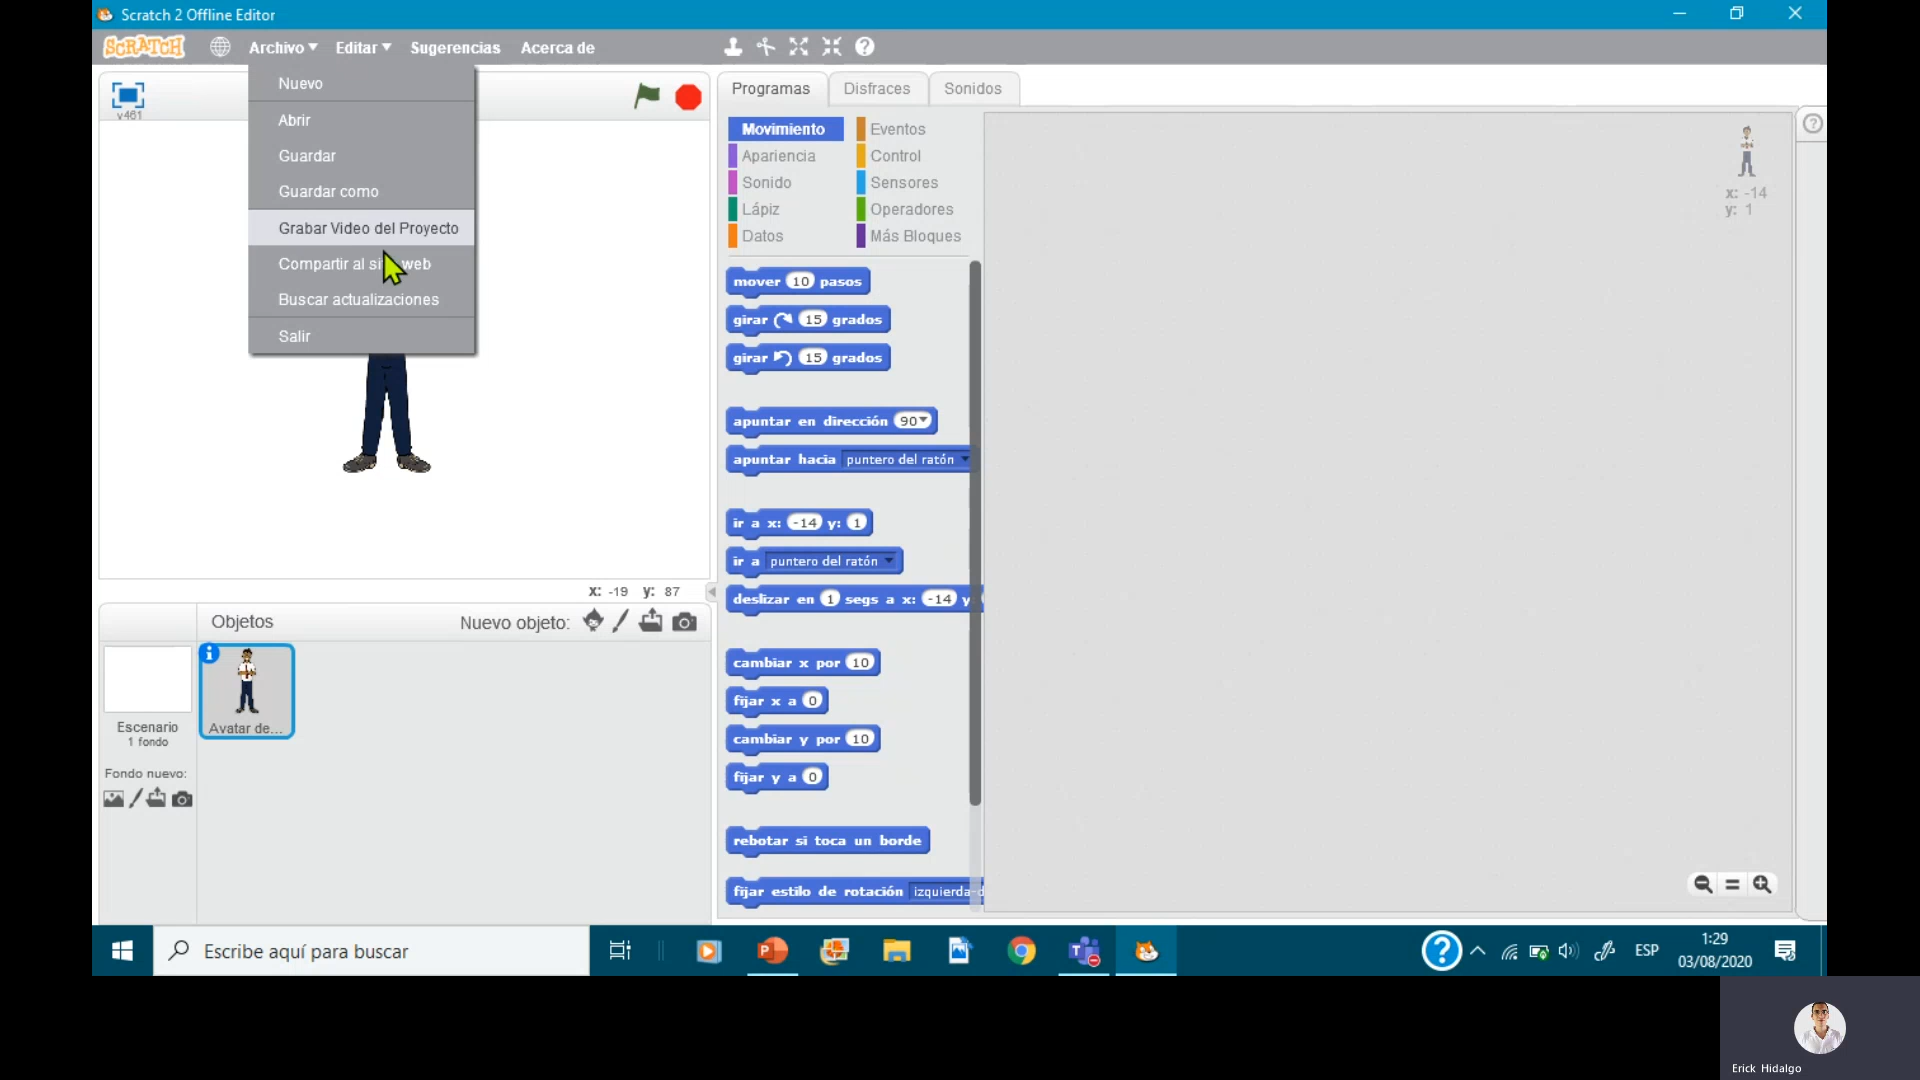 Scratch 2 Offline Editor
SCRATCH Archivo Editar Sugerencias Acerca de
Nuevo
Abrir
Guardar
Guardar como
Grabar Video del Proyecto
Compartir al si web
Buscar actualizaciones
Salir
v461
x: -19 y: 87
Objetos
Nuevo objeto:
Escenario
1 fondo
Fondo nuevo:
Avatar de...
Programas Disfraces Sonidos
Movimiento
Apariencia
Sonido
Lápiz
Datos
Eventos
Control
Sensores
Operadores
Más Bloques
mover 10 pasos
girar 15 grados
girar 15 grados
apuntar en dirección 90
apuntar hacia puntero del ratón
ir a x: -14 y: 1
ir a puntero del ratón
deslizar en 1 segs a x: -14 y:
cambiar x por 10
fijar x a 0
cambiar y por 10
fijar y a 0
rebotar si toca un borde
fijar estilo de rotación izquierda-d
x: -14
y: 1
Escribe aquí para buscar
ESP
1:29
03/08/2020
Erick Hidalgo